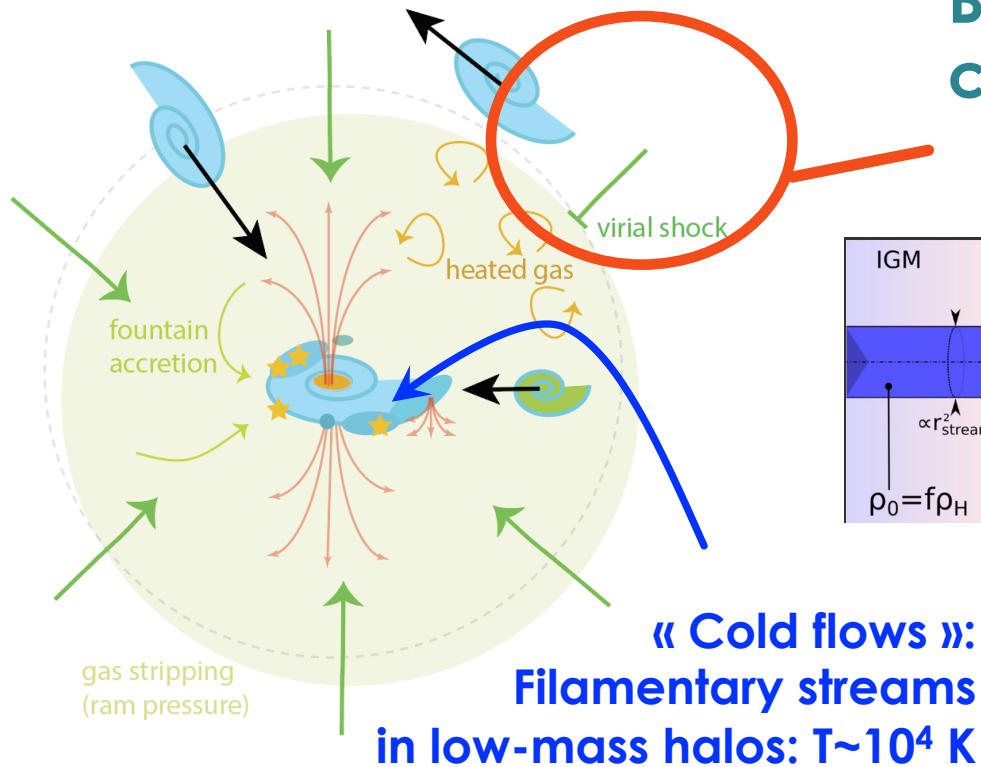 B
C
virial shock
heated gas
fountain
accretion
IGM
∝r²stream
ρ₀=fρH
gas stripping
(ram pressure)
« Cold flows »:
Filamentary streams
in low-mass halos: T~10⁴ K